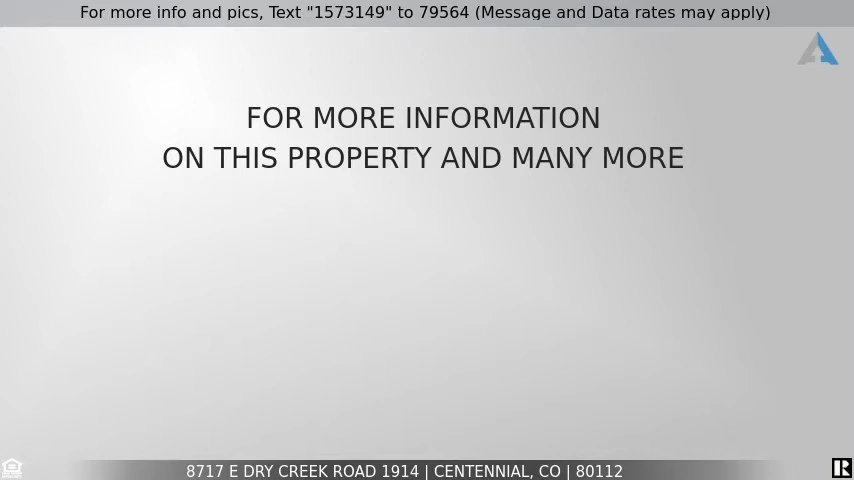 For more info and pics, Text "1573149" to 79564 (Message and Data rates may apply)
FOR MORE INFORMATION
ON THIS PROPERTY AND MANY MORE
8717 E DRY CREEK ROAD 1914 | CENTENNIAL, CO | 80112